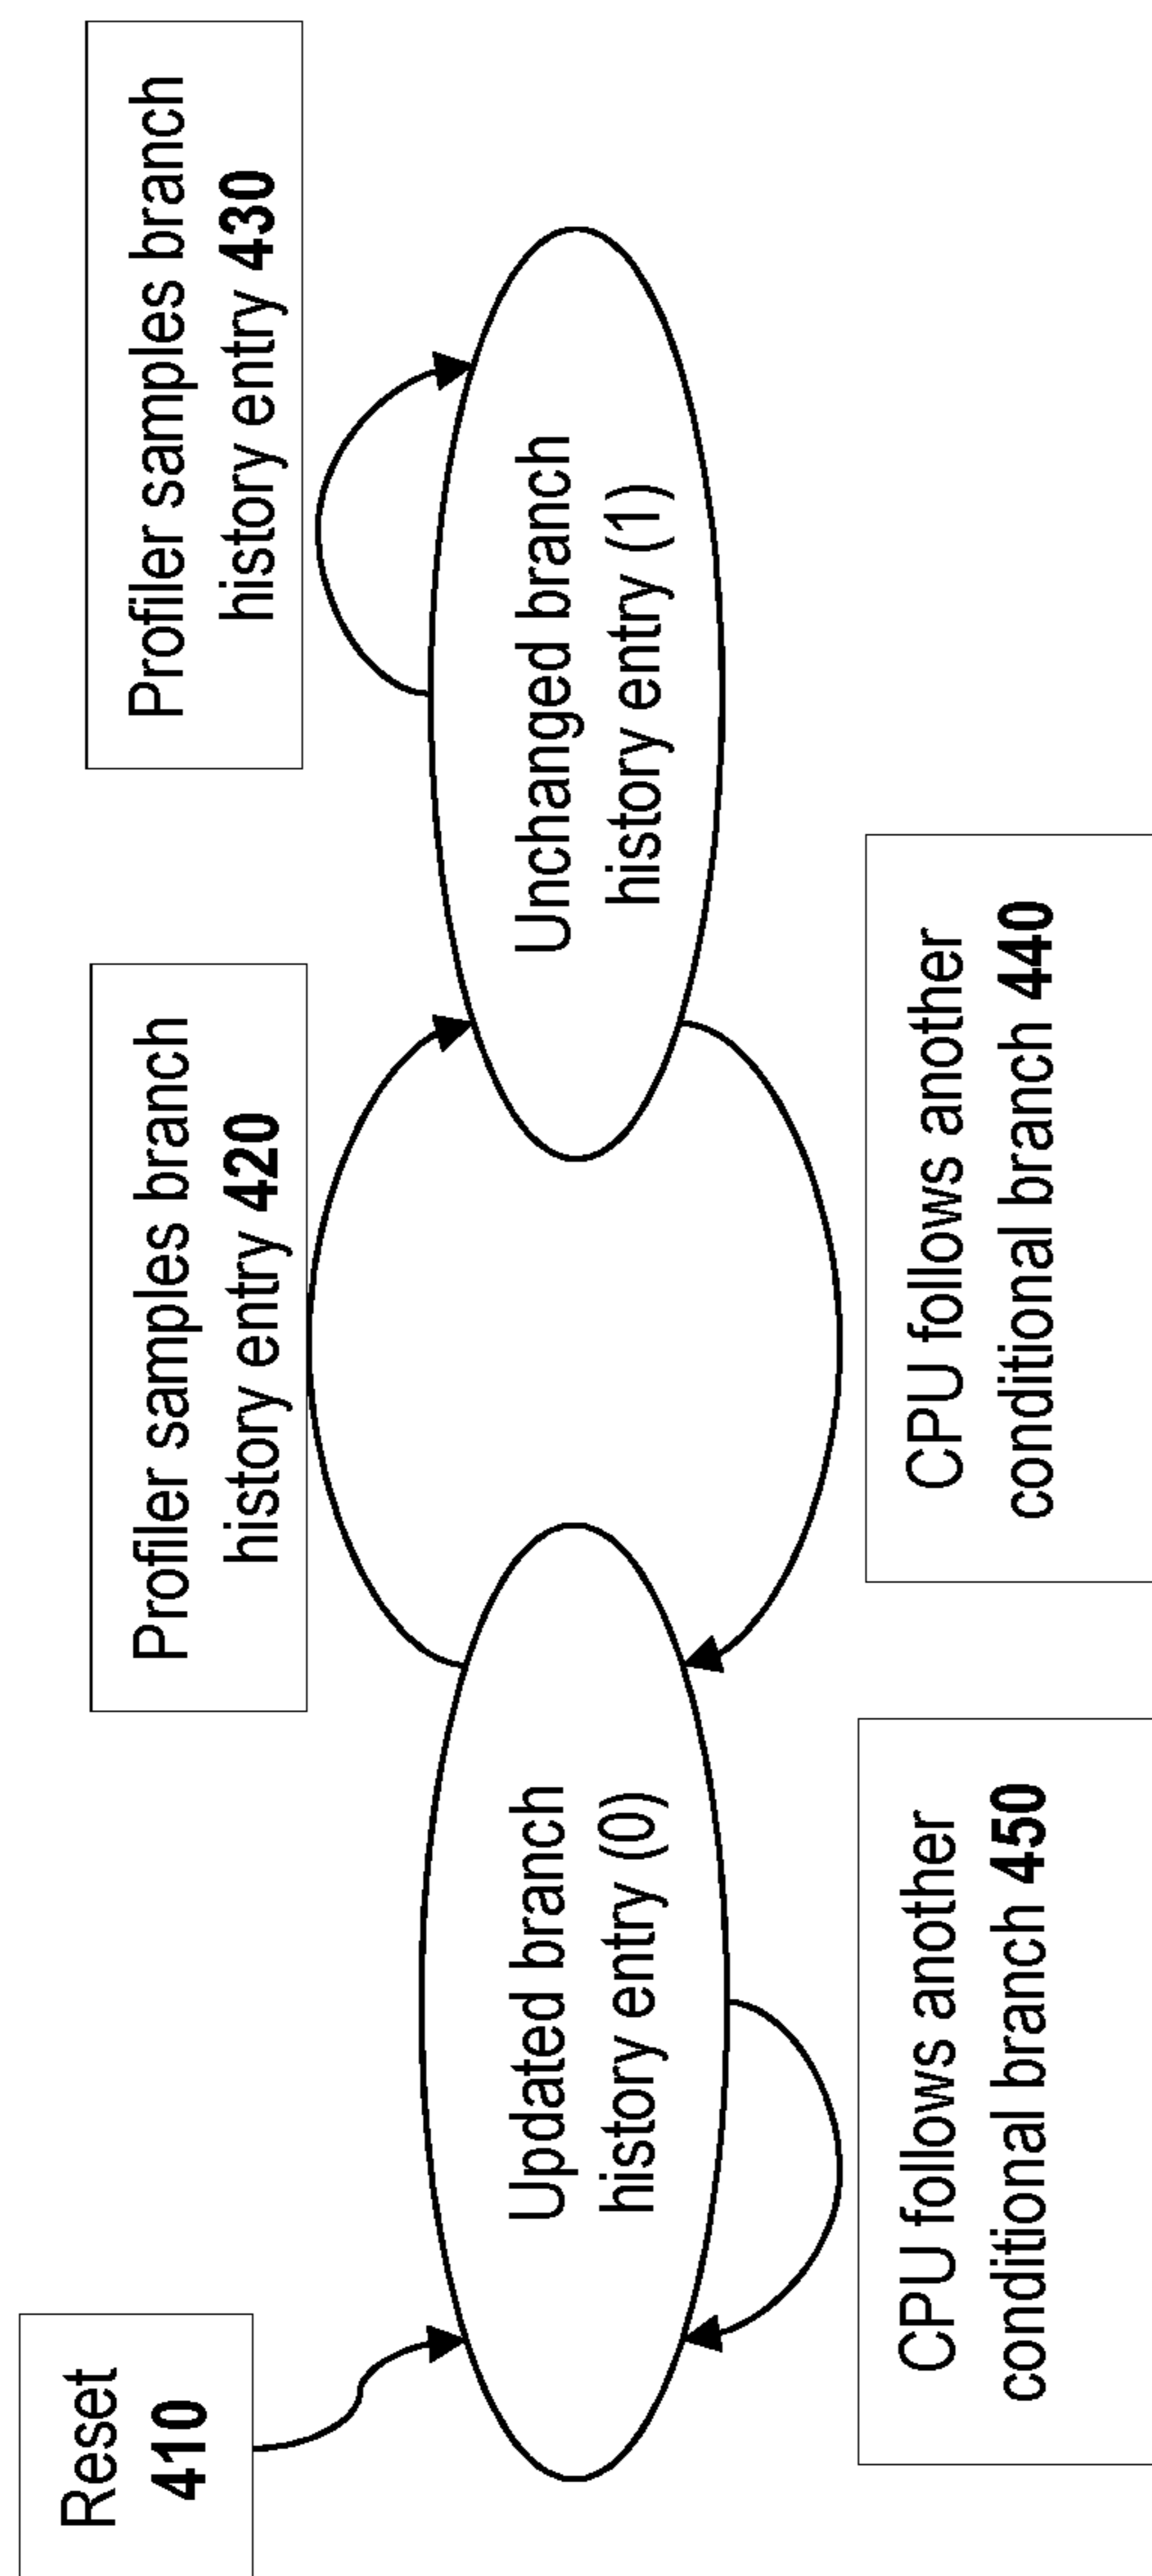 Reset
410
Profiler samples branch
history entry 420
Profiler samples branch
history entry 430
Updated branch
history entry (0)
Unchanged branch
history entry (1)
CPU follows another
conditional branch 450
CPU follows another
conditional branch 440